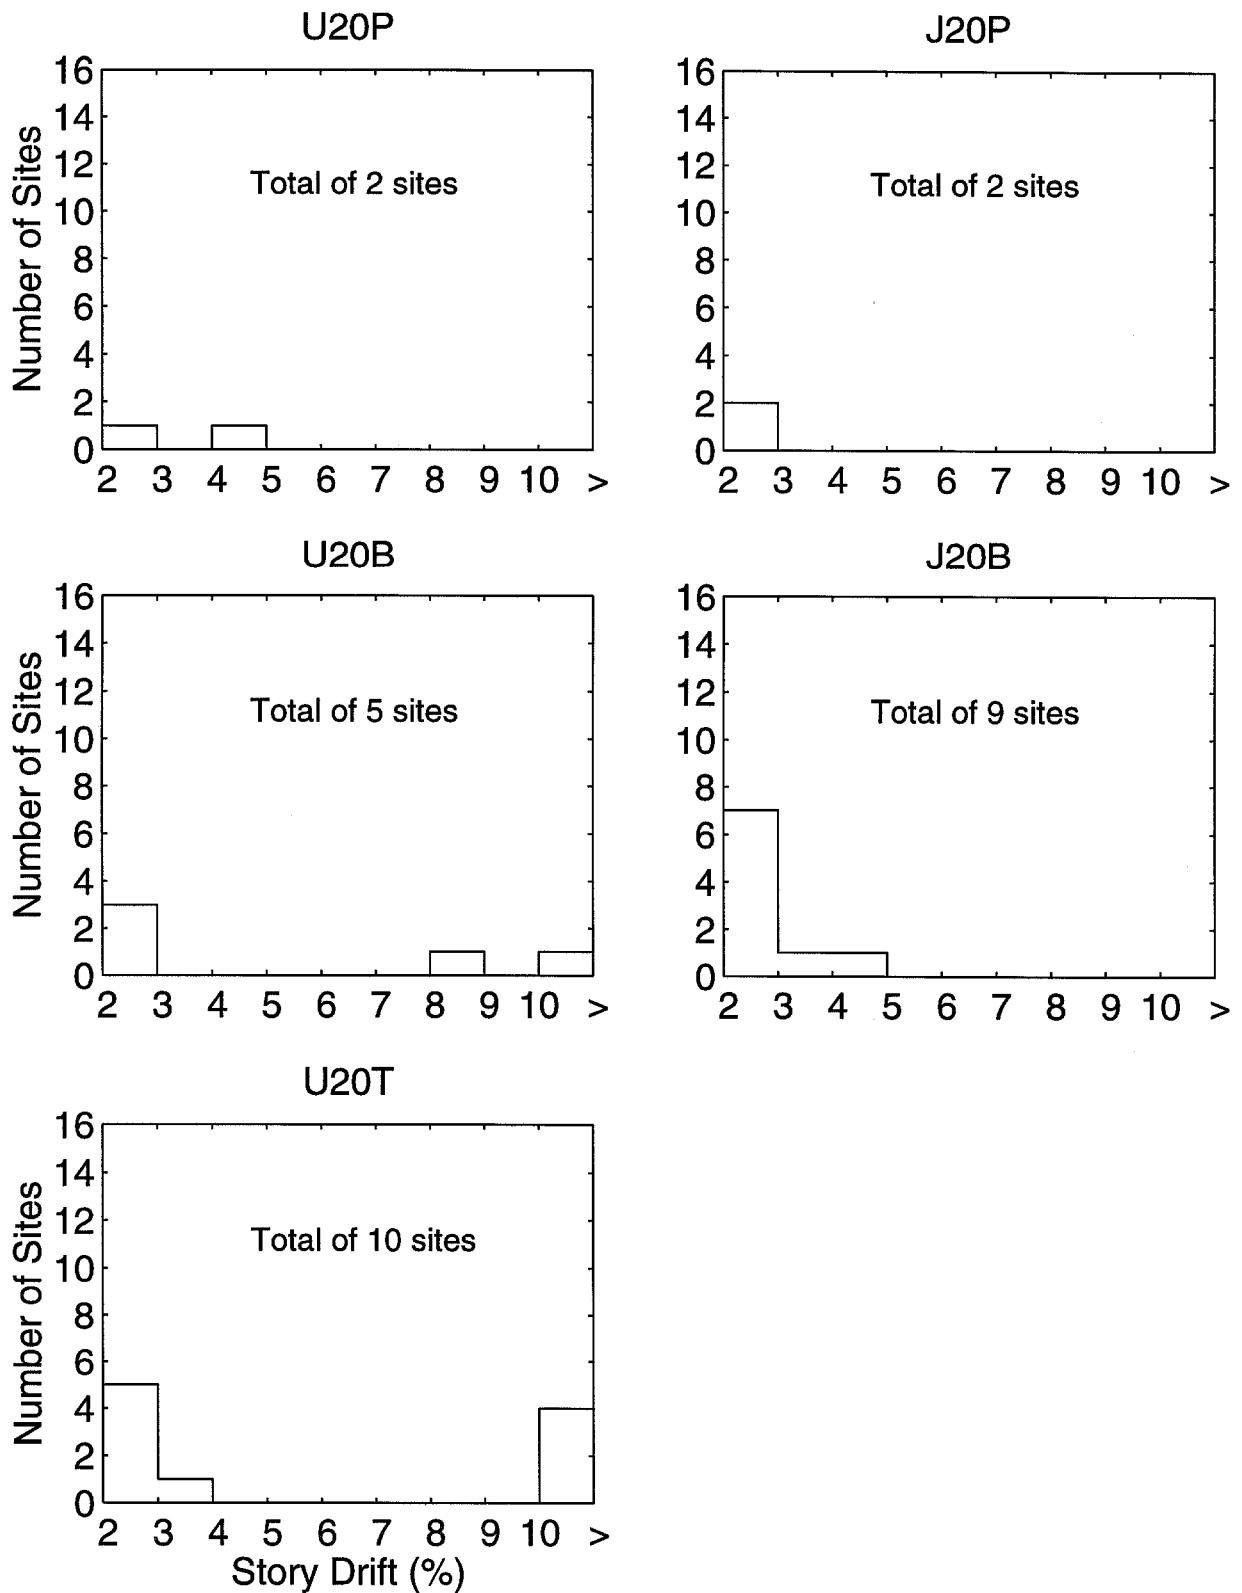 U20P
Number of Sites
16
14
12
10
8
6
4
2
0
Total of 2 sites
2 3 4 5 6 7 8 9 10 >
J20P
16
14
12
10
8
6
4
2
0
Total of 2 sites
2 3 4 5 6 7 8 9 10 >
U20B
Number of Sites
16
14
12
10
8
6
4
2
0
Total of 5 sites
2 3 4 5 6 7 8 9 10 >
J20B
16
14
12
10
8
6
4
2
0
Total of 9 sites
2 3 4 5 6 7 8 9 10 >
U20T
Number of Sites
16
14
12
10
8
6
4
2
0
Total of 10 sites
2 3 4 5 6 7 8 9 10 >
Story Drift (%)